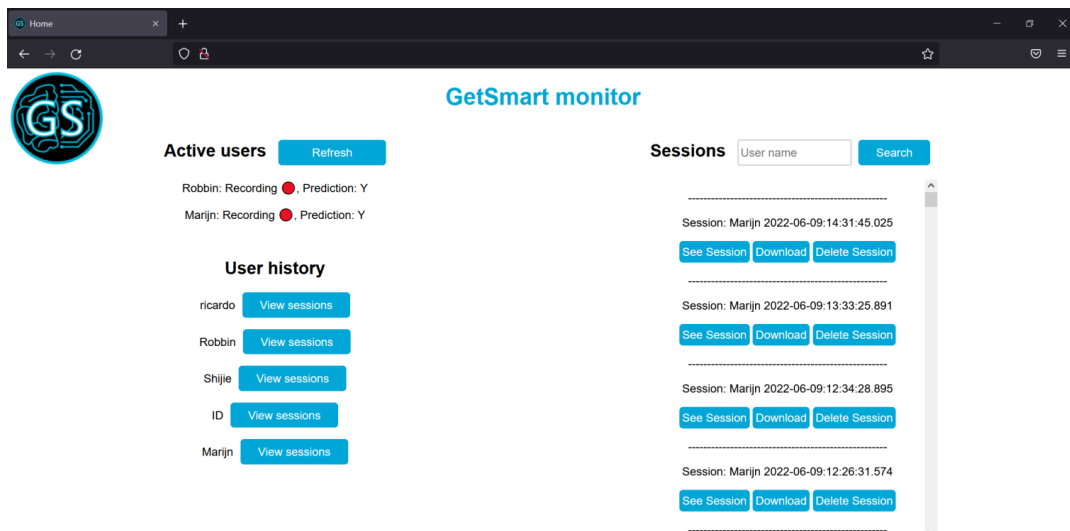 GS Home
GS
GetSmart monitor
Active users Refresh
Robbin: Recording , Prediction: Y
Marijn: Recording , Prediction: Y
User history
ricardo View sessions
Robbin View sessions
Shijie View sessions
ID View sessions
Marijn View sessions
Sessions User name Search
---------------------------------------------------
Session: Marijn 2022-06-09:14:31:45.025
See Session Download Delete Session
---------------------------------------------------
Session: Marijn 2022-06-09:13:33:25.891
See Session Download Delete Session
---------------------------------------------------
Session: Marijn 2022-06-09:12:34:28.895
See Session Download Delete Session
---------------------------------------------------
Session: Marijn 2022-06-09:12:26:31.574
See Session Download Delete Session
---------------------------------------------------